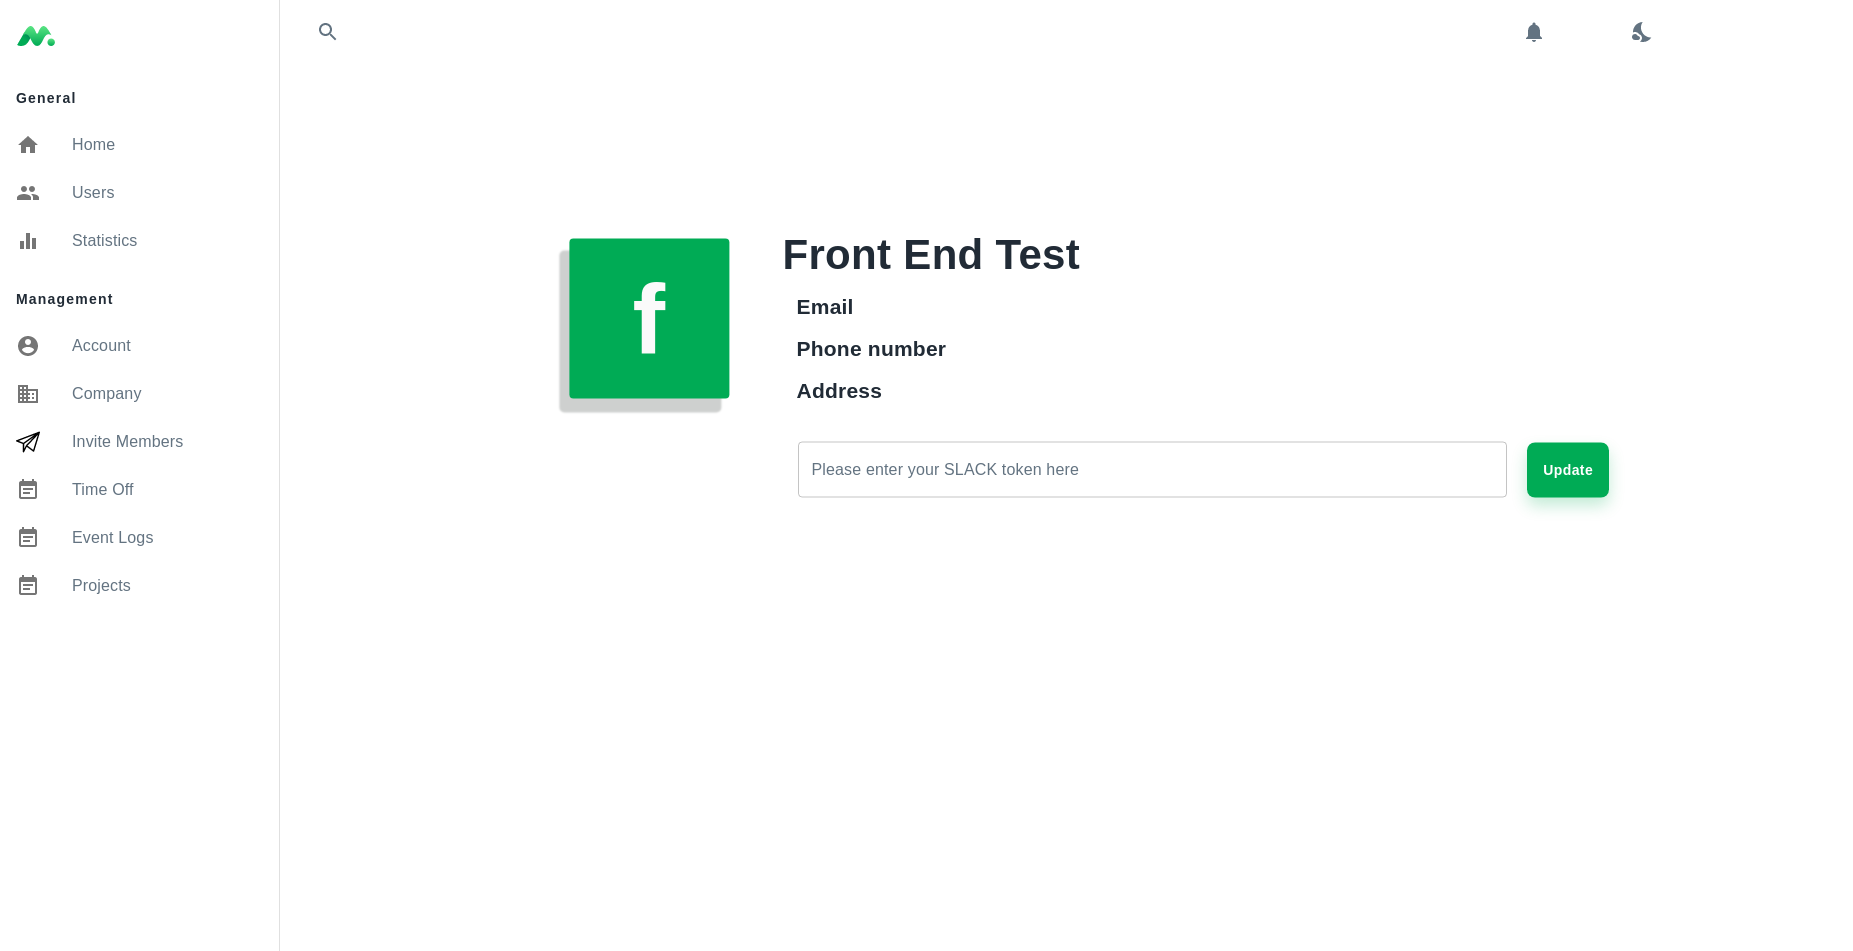 General
Home
Users
Statistics
Management
Account
Company
Invite Members
Time Off
Event Logs
Projects
f
Front End Test
Email
Phone number
Address
Please enter your SLACK token here
Update